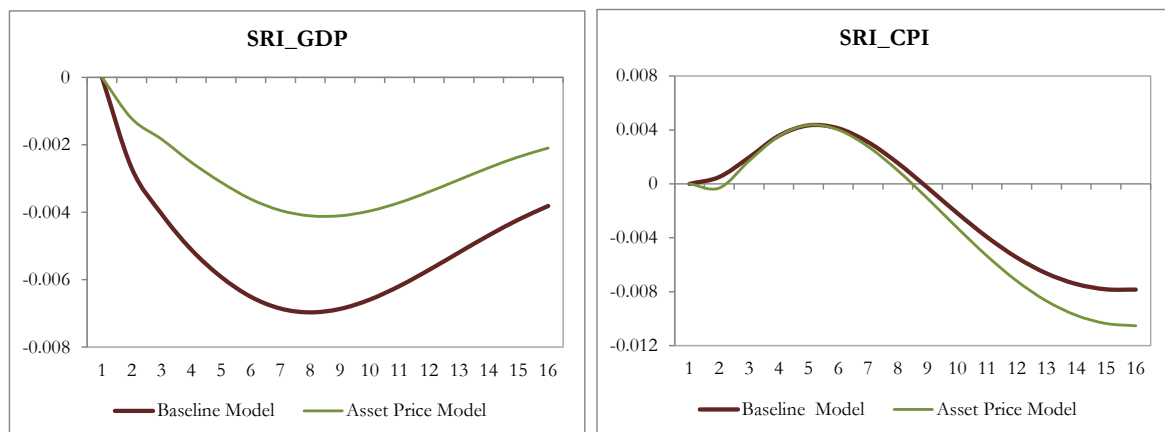 SRI_GDP
0
-0.002
-0.004
-0.006
-0.008
1 2 3 4 5 6 7 8 9 10 11 12 13 14 15 16
Baseline Model Asset Price Model
SRI_CPI
0.008
0.004
0
-0.004
-0.008
-0.012
1 2 3 4 5 6 7 8 9 10 11 12 13 14 15 16
Baseline Model Asset Price Model